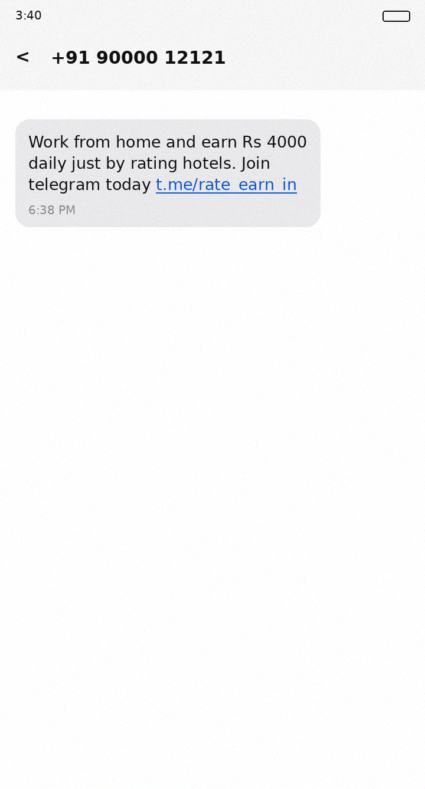 3:40
< +91 90000 12121
Work from home and earn Rs 4000
daily just by rating hotels. Join
telegram today t.me/rate_earn_in
6:38 PM